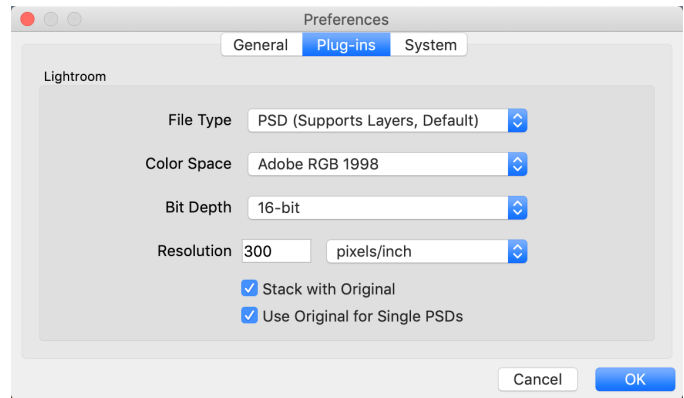 Preferences
General Plug-ins System
Lightroom
File Type PSD (Supports Layers, Default)
Color Space Adobe RGB 1998
Bit Depth 16-bit
Resolution 300 pixels/inch
Stack with Original
Use Original for Single PSDs
Cancel OK